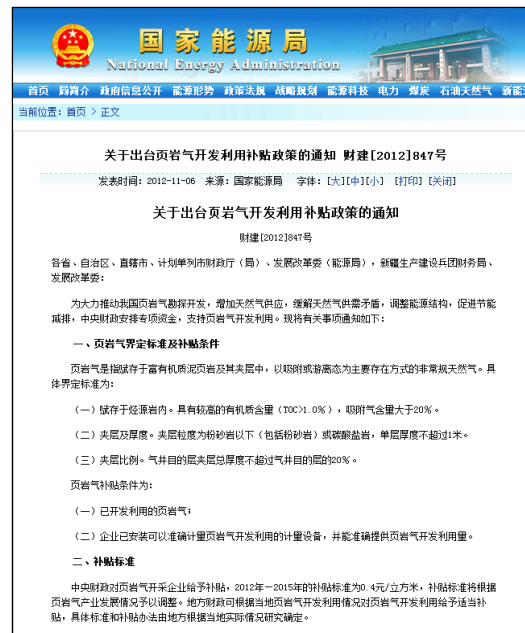 国家能源局
National Energy Administration
首页 局简介 政府信息公开 能源形势 政策法规 战略规划 能源科技 电力 煤炭 石油天然气 新能
当前位置：首页 > 正文
关于出台页岩气开发利用补贴政策的通知 财建[2012]847号
发表时间：2012-11-06 来源：国家能源局 字体：[大][中][小] [打印] [关闭]
关于出台页岩气开发利用补贴政策的通知
财建[2012]847号
各省、自治区、直辖市、计划单列市财政厅（局）、发展改革委（能源局），新疆生产建设兵团财务局、
发展改革委：
为大力推动我国页岩气勘探开发，增加天然气供应，缓解天然气供需矛盾，调整能源结构，促进节能
减排，中央财政安排专项资金，支持页岩气开发利用。现将有关事项通知如下：
一、页岩气界定标准及补贴条件
页岩气是指赋存于富有机质泥页岩及其夹层中，以吸附或游离态为主要存在方式的非常规天然气。具
体界定标准为：
（一）赋存于烃源岩内。具有较高的有机质含量（TOC>1.0%），吸附气含量大于20%。
（二）夹层及厚度。夹层粒度为粉砂岩以下（包括粉砂岩）或碳酸盐岩，单层厚度不超过1米。
（三）夹层比例。气井目的层夹层总厚度不超过气井目的层的20%。
页岩气补贴条件为：
（一）已开发利用的页岩气；
（二）企业已安装可以准确计量页岩气开发利用的计量设备，并能准确提供页岩气开发利用量。
二、补贴标准
中央财政对页岩气开采企业给予补贴，2012年－2015年的补贴标准为0.4元/立方米，补贴标准将根据
页岩气产业发展情况予以调整。地方财政可根据当地页岩气开发利用情况对页岩气开发利用给予适当补
贴，具体标准和补贴办法由地方根据当地实际情况研究确定。